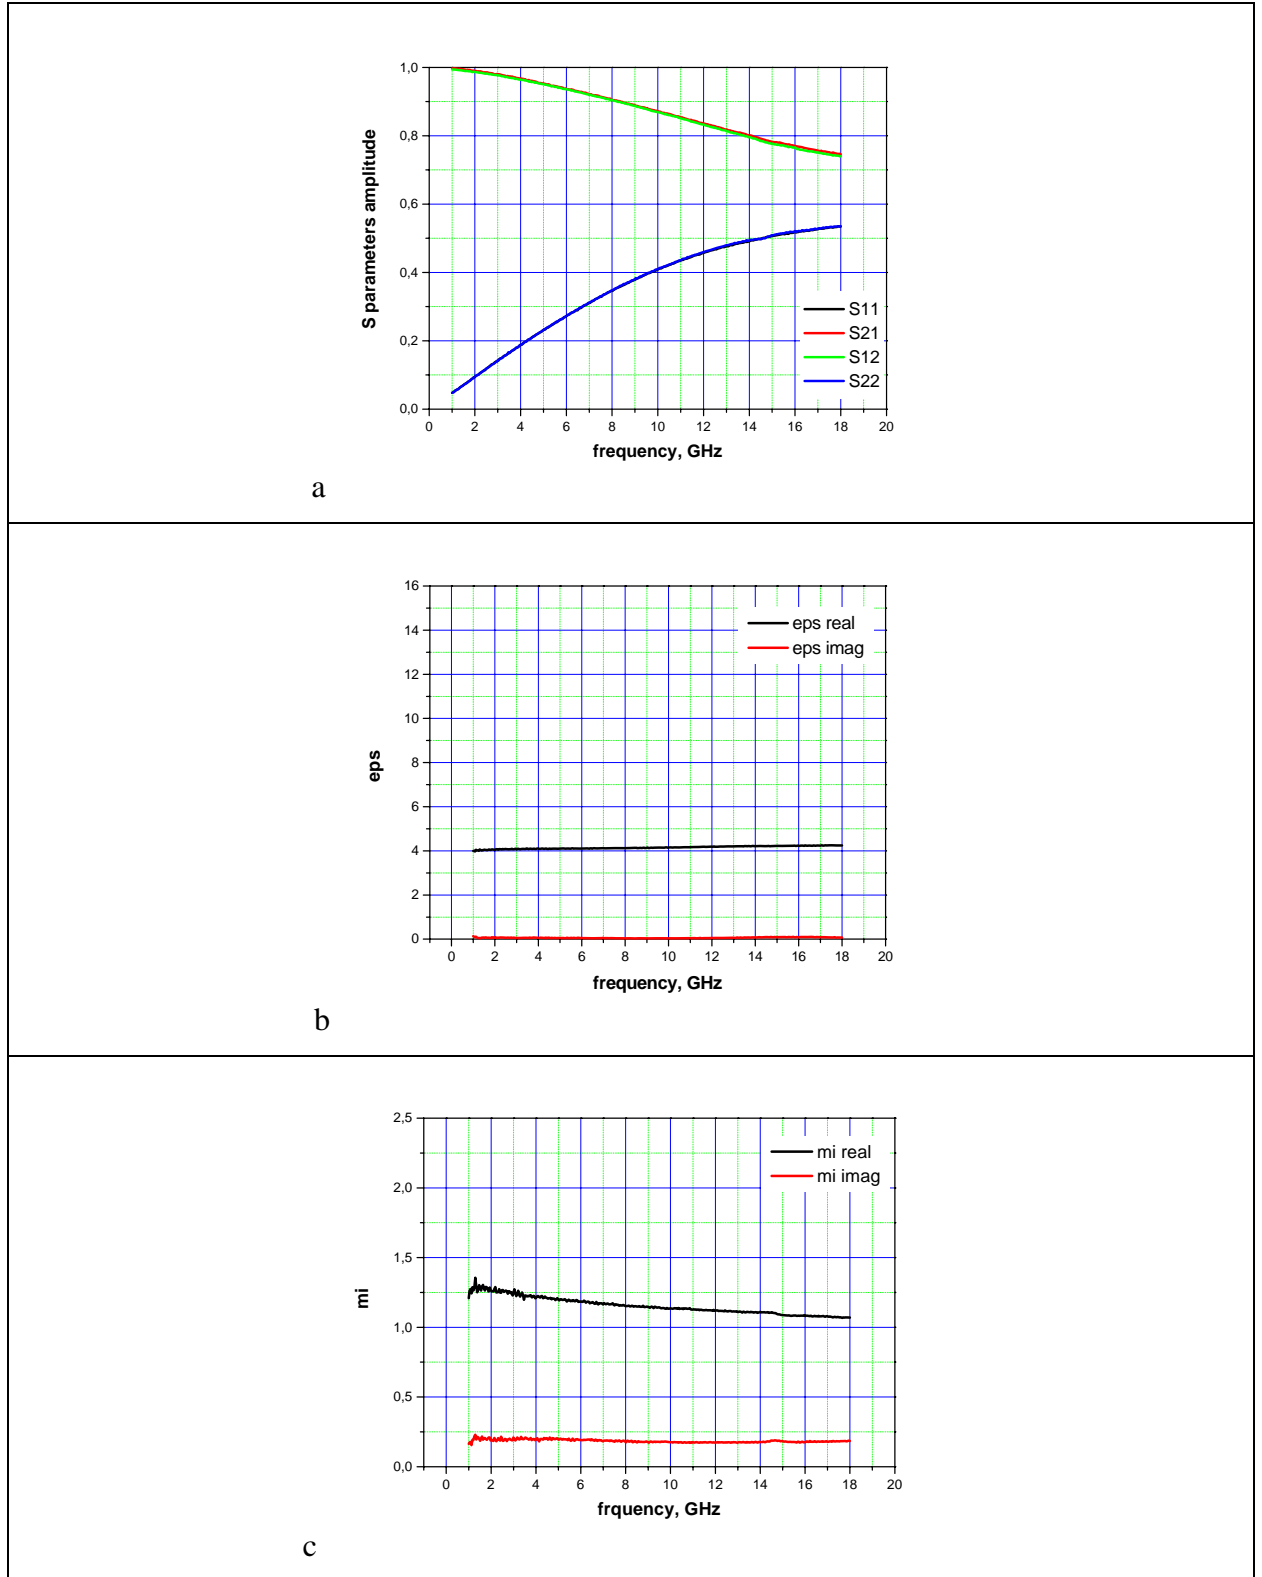 1,0
0,8
0,6
0,4
0,2
0,0
S parameters amplitude
S11
S21
S12
S22
0 2 4 6 8 10 12 14 16 18 20
frequency, GHz
a
16
14
12
10
8
6
4
2
0
eps
eps real
eps imag
0 2 4 6 8 10 12 14 16 18 20
frquency, GHz
b
2,5
2,0
1,5
1,0
0,5
0,0
mi
mi real
mi imag
0 2 4 6 8 10 12 14 16 18 20
frquency, GHz
c